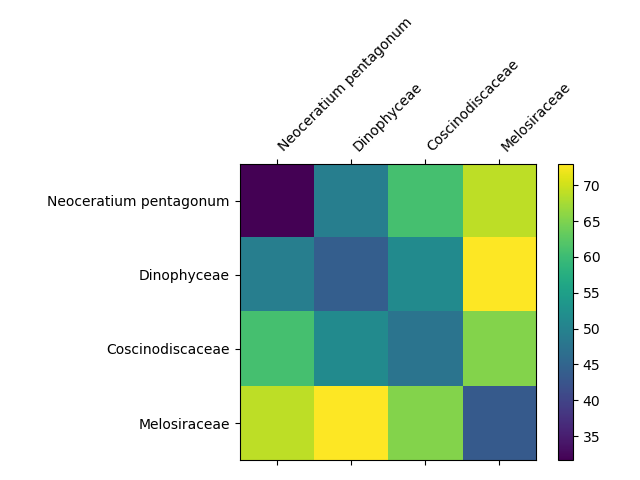 Neoceratium pentagonum
Dinophyceae
Coscinodiscaceae
Melosiraceae
Neoceratium pentagonum
Dinophyceae
Coscinodiscaceae
Melosiraceae
70
65
60
55
50
45
40
35